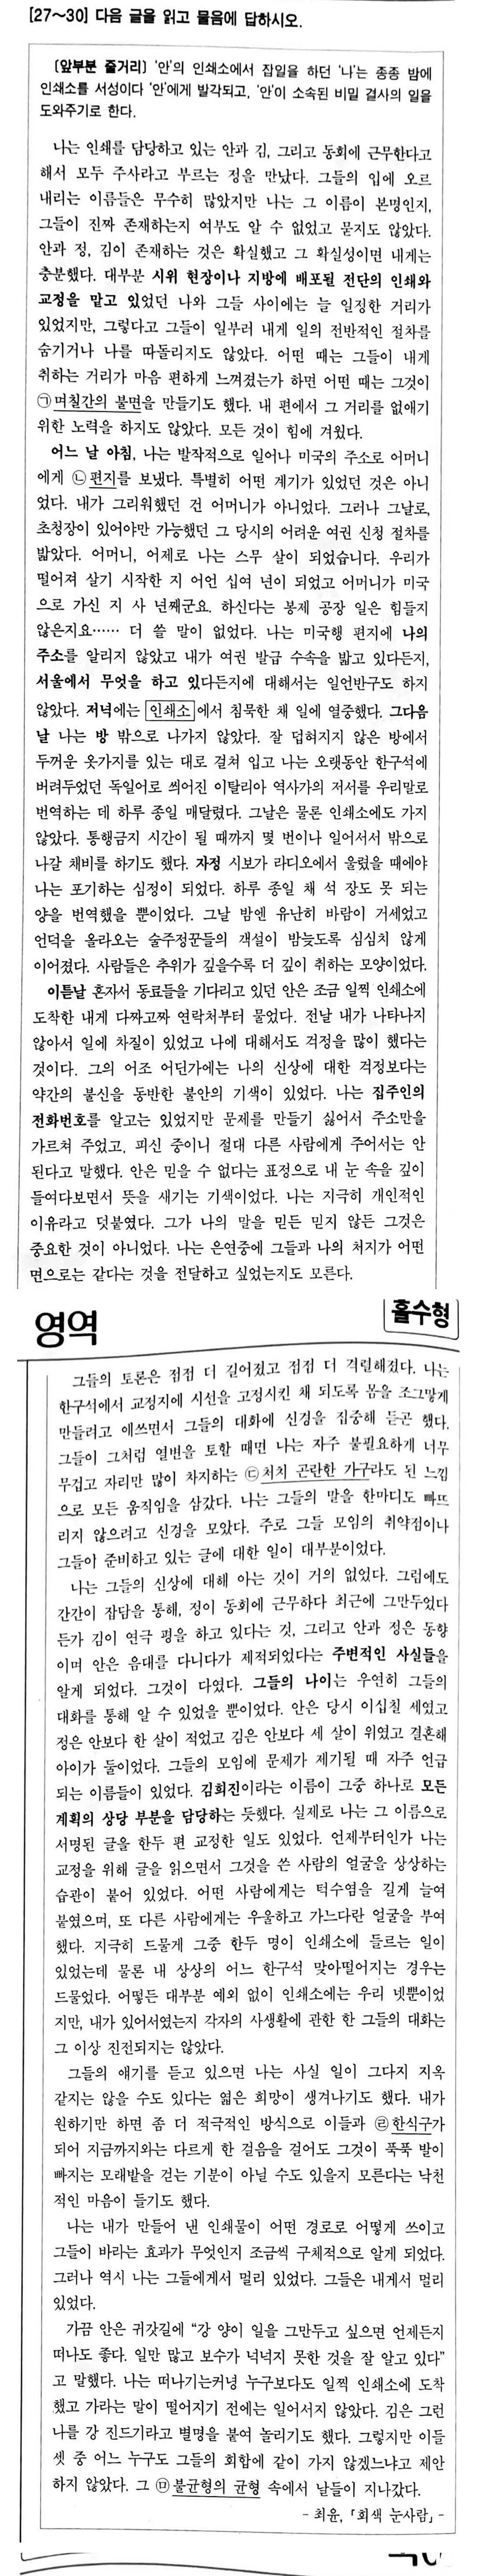 [27~30] 다음 글을 읽고 물음에 답하시오.
[앞부분 줄거리] ‘안’의 인쇄소에서 잡일을 하던 ‘나’는 종종 밤에
인쇄소를 서성이다 ‘안’에게 발각되고, ‘안’이 소속된 비밀 결사의 일을
도와주기로 한다.
나는 인쇄를 담당하고 있는 안과 김, 그리고 동회에 근무한다고
해서 모두 주사라고 부르는 정을 만났다. 그들의 입에 오르
내리는 이름들은 무수히 많았지만 나는 그 이름이 본명인지,
그들이 진짜 존재하는지 여부도 알 수 없었고 묻지도 않았다.
안과 정, 김이 존재하는 것은 확실했고 그 확실성이면 내게는
충분했다. 대부분 시위 현장이나 지방에 배포될 전단의 인쇄와
교정을 맡고 있었던 나와 그들 사이에는 늘 일정한 거리가
있었지만, 그렇다고 그들이 일부러 내게 일의 전반적인 절차를
숨기거나 나를 따돌리지도 않았다. 어떤 때는 그들이 내게
취하는 거리가 마음 편하게 느껴졌는가 하면 어떤 때는 그것이
㉠ 며칠간의 불면을 만들기도 했다. 내 편에서 그 거리를 없애기
위한 노력을 하지도 않았다. 모든 것이 힘에 겨웠다.
어느 날 아침, 나는 발작적으로 일어나 미국의 주소로 어머니
에게 ㉡ 편지를 보냈다. 특별히 어떤 계기가 있었던 것은 아니
었다. 내가 그리워했던 건 어머니가 아니었다. 그러나 그날로,
초청장이 있어야만 가능했던 그 당시의 어려운 여권 신청 절차를
밟았다. 어머니, 어제로 나는 스무 살이 되었습니다. 우리가
떨어져 살기 시작한 지 어언 십여 년이 되었고 어머니가 미국
으로 가신 지 사 년째군요. 하신다는 봉제 공장 일은 힘들지
않은지요…… 더 쓸 말이 없었다. 나는 미국행 편지에 나의
주소를 알리지 않았고 내가 여권 발급 수속을 밟고 있다든지,
서울에서 무엇을 하고 있다든지에 대해서는 일언반구도 하지
않았다. 저녁에는 인쇄소에서 침묵한 채 일에 열중했다. 그다음
날 나는 방 밖으로 나가지 않았다. 잘 덥혀지지 않은 방에서
두꺼운 옷가지를 있는 대로 걸쳐 입고 나는 오랫동안 한구석에
버려두었던 독일어로 씌어진 이탈리아 역사가의 저서를 우리말로
번역하는 데 하루 종일 매달렸다. 그날은 물론 인쇄소에도 가지
않았다. 통행금지 시간이 될 때까지 몇 번이나 일어서서 밖으로
나갈 채비를 하기도 했다. 자정 시보가 라디오에서 울렸을 때에야
나는 포기하는 심정이 되었다. 하루 종일 채 석 장도 못 되는
양을 번역했을 뿐이었다. 그날 밤엔 유난히 바람이 거세었고
언덕을 올라오는 술주정꾼들의 객설이 밤늦도록 심심치 않게
이어졌다. 사람들은 추위가 깊을수록 더 깊이 취하는 모양이었다.
이튿날 혼자서 동료들을 기다리고 있던 안은 조금 일찍 인쇄소에
도착한 내게 다짜고짜 연락처부터 물었다. 전날 내가 나타나지
않아서 일에 차질이 있었고 나에 대해서도 걱정을 많이 했다는
것이다. 그의 어조 어딘가에는 나의 신상에 대한 걱정보다는
약간의 불신을 동반한 불안의 기색이 있었다. 나는 집주인의
전화번호를 알고는 있었지만 문제를 만들기 싫어서 주소만을
가르쳐 주었고, 피신 중이니 절대 다른 사람에게 주어서는 안
된다고 말했다. 안은 믿을 수 없다는 표정으로 내 눈 속을 깊이
들여다보면서 뜻을 새기는 기색이었다. 나는 지극히 개인적인
이유라고 덧붙였다. 그가 나의 말을 믿든 믿지 않든 그것은
중요한 것이 아니었다. 나는 은연중에 그들과 나의 처지가 어떤
면으로는 같다는 것을 전달하고 싶었는지도 모른다.
영역
홀수형
그들의 토론은 점점 더 길어졌고 점점 더 격렬해졌다. 나는
한구석에서 교정지에 시선을 고정시킨 채 되도록 몸을 조그맣게
만들려고 애쓰면서 그들의 대화에 신경을 집중해 듣곤 했다.
그들이 그처럼 열변을 토할 때면 나는 자주 불필요하게 너무
무겁고 자리만 많이 차지하는 ㉢ 처치 곤란한 가구라도 된 느낌
으로 모든 움직임을 삼갔다. 나는 그들의 말을 한마디도 빠뜨
리지 않으려고 신경을 모았다. 주로 그들 모임의 취약점이나
그들이 준비하고 있는 글에 대한 일이 대부분이었다.
나는 그들의 신상에 대해 아는 것이 거의 없었다. 그럼에도
간간이 잡담을 통해, 정이 동회에 근무하다 최근에 그만두었다
든가 김이 연극 평을 하고 있다는 것, 그리고 안과 정은 동향
이며 안은 음대를 다니다가 제적되었다는 주변적인 사실들을
알게 되었다. 그것이 다였다. 그들의 나이는 우연히 그들의
대화를 통해 알 수 있었을 뿐이었다. 안은 당시 이십칠 세였고
정은 안보다 한 살이 적었고 김은 안보다 세 살이 위였고 결혼해
아이가 둘이었다. 그들의 모임에 문제가 제기될 때 자주 언급
되는 이름들이 있었다. 김희진이라는 이름이 그중 하나로 모든
계획의 상당 부분을 담당하는 듯했다. 실제로 나는 그 이름으로
서명된 글을 한두 편 교정한 일도 있었다. 언제부터인가 나는
교정을 위해 글을 읽으면서 그것을 쓴 사람의 얼굴을 상상하는
습관이 붙어 있었다. 어떤 사람에게는 턱수염을 길게 늘여
붙였으며, 또 다른 사람에게는 우울하고 가느다란 얼굴을 부여
했다. 지극히 드물게 그중 한두 명이 인쇄소에 들르는 일이
있었는데 물론 내 상상의 어느 한구석 맞아떨어지는 경우는
드물었다. 어떻든 대부분 예외 없이 인쇄소에는 우리 넷뿐이었
지만, 내가 있어서였는지 각자의 사생활에 관한 한 그들의 대화는
그 이상 진전되지는 않았다.
그들의 얘기를 듣고 있으면 나는 사실 일이 그다지 지옥
같지는 않을 수도 있다는 엷은 희망이 생겨나기도 했다. 내가
원하기만 하면 좀 더 적극적인 방식으로 이들과 ㉣ 한식구가
되어 지금까지와는 다르게 한 걸음을 걸어도 그것이 푹푹 발이
빠지는 모래밭을 걷는 기분이 아닐 수도 있을지 모른다는 낙천
적인 마음이 들기도 했다.
나는 내가 만들어 낸 인쇄물이 어떤 경로로 어떻게 쓰이고
그들이 바라는 효과가 무엇인지 조금씩 구체적으로 알게 되었다.
그러나 역시 나는 그들에게서 멀리 있었다. 그들은 내게서 멀리
있었다.
가끔 안은 귀갓길에 “강 양이 일을 그만두고 싶으면 언제든지
떠나도 좋다. 일만 많고 보수가 넉넉지 못한 것을 잘 알고 있다”
고 말했다. 나는 떠나기는커녕 누구보다도 일찍 인쇄소에 도착
했고 가라는 말이 떨어지기 전에는 일어서지 않았다. 김은 그런
나를 강 진드기라고 별명을 붙여 놀리기도 했다. 그렇지만 이들
셋 중 어느 누구도 그들의 회합에 같이 가지 않겠느냐고 제안
하지 않았다. 그 ㉤ 불균형의 균형 속에서 날들이 지나갔다.
- 최윤, 「회색 눈사람」 -